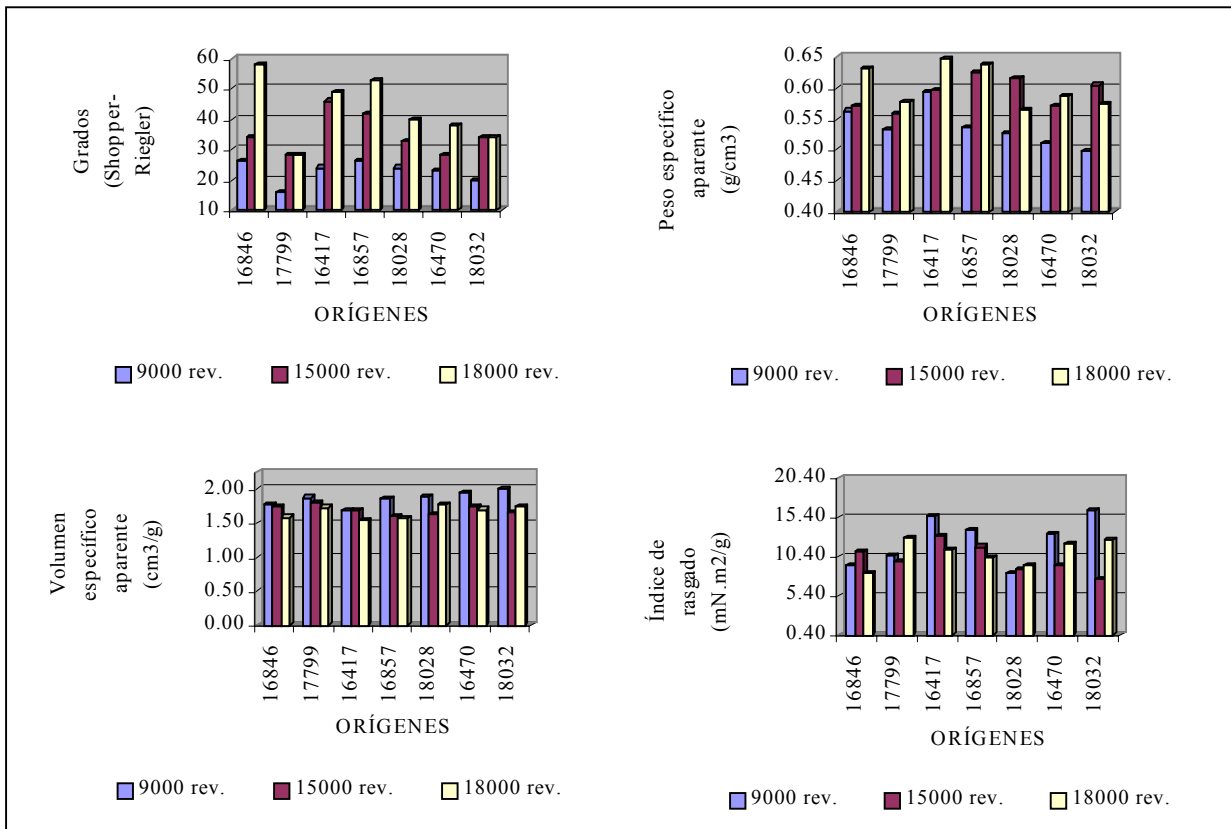 Grados
(Shopper-
Riegler)
60
50
40
30
20
10
16846
17799
16417
16857
18028
16470
18032
ORÍGENES
9000 rev. 15000 rev. 18000 rev.
Peso específico
aparente
(g/cm3)
0.65
0.60
0.55
0.50
0.45
0.40
16846
17799
16417
16857
18028
16470
18032
ORÍGENES
9000 rev. 15000 rev. 18000 rev.
Volumen
específico
aparente
(cm3/g)
2.00
1.50
1.00
0.50
0.00
16846
17799
16417
16857
18028
16470
18032
ORÍGENES
9000 rev. 15000 rev. 18000 rev.
Índice de
rasgado
(mN.m2/g)
20.40
15.40
10.40
5.40
0.40
16846
17799
16417
16857
18028
16470
18032
ORÍGENES
9000 rev. 15000 rev. 18000 rev.